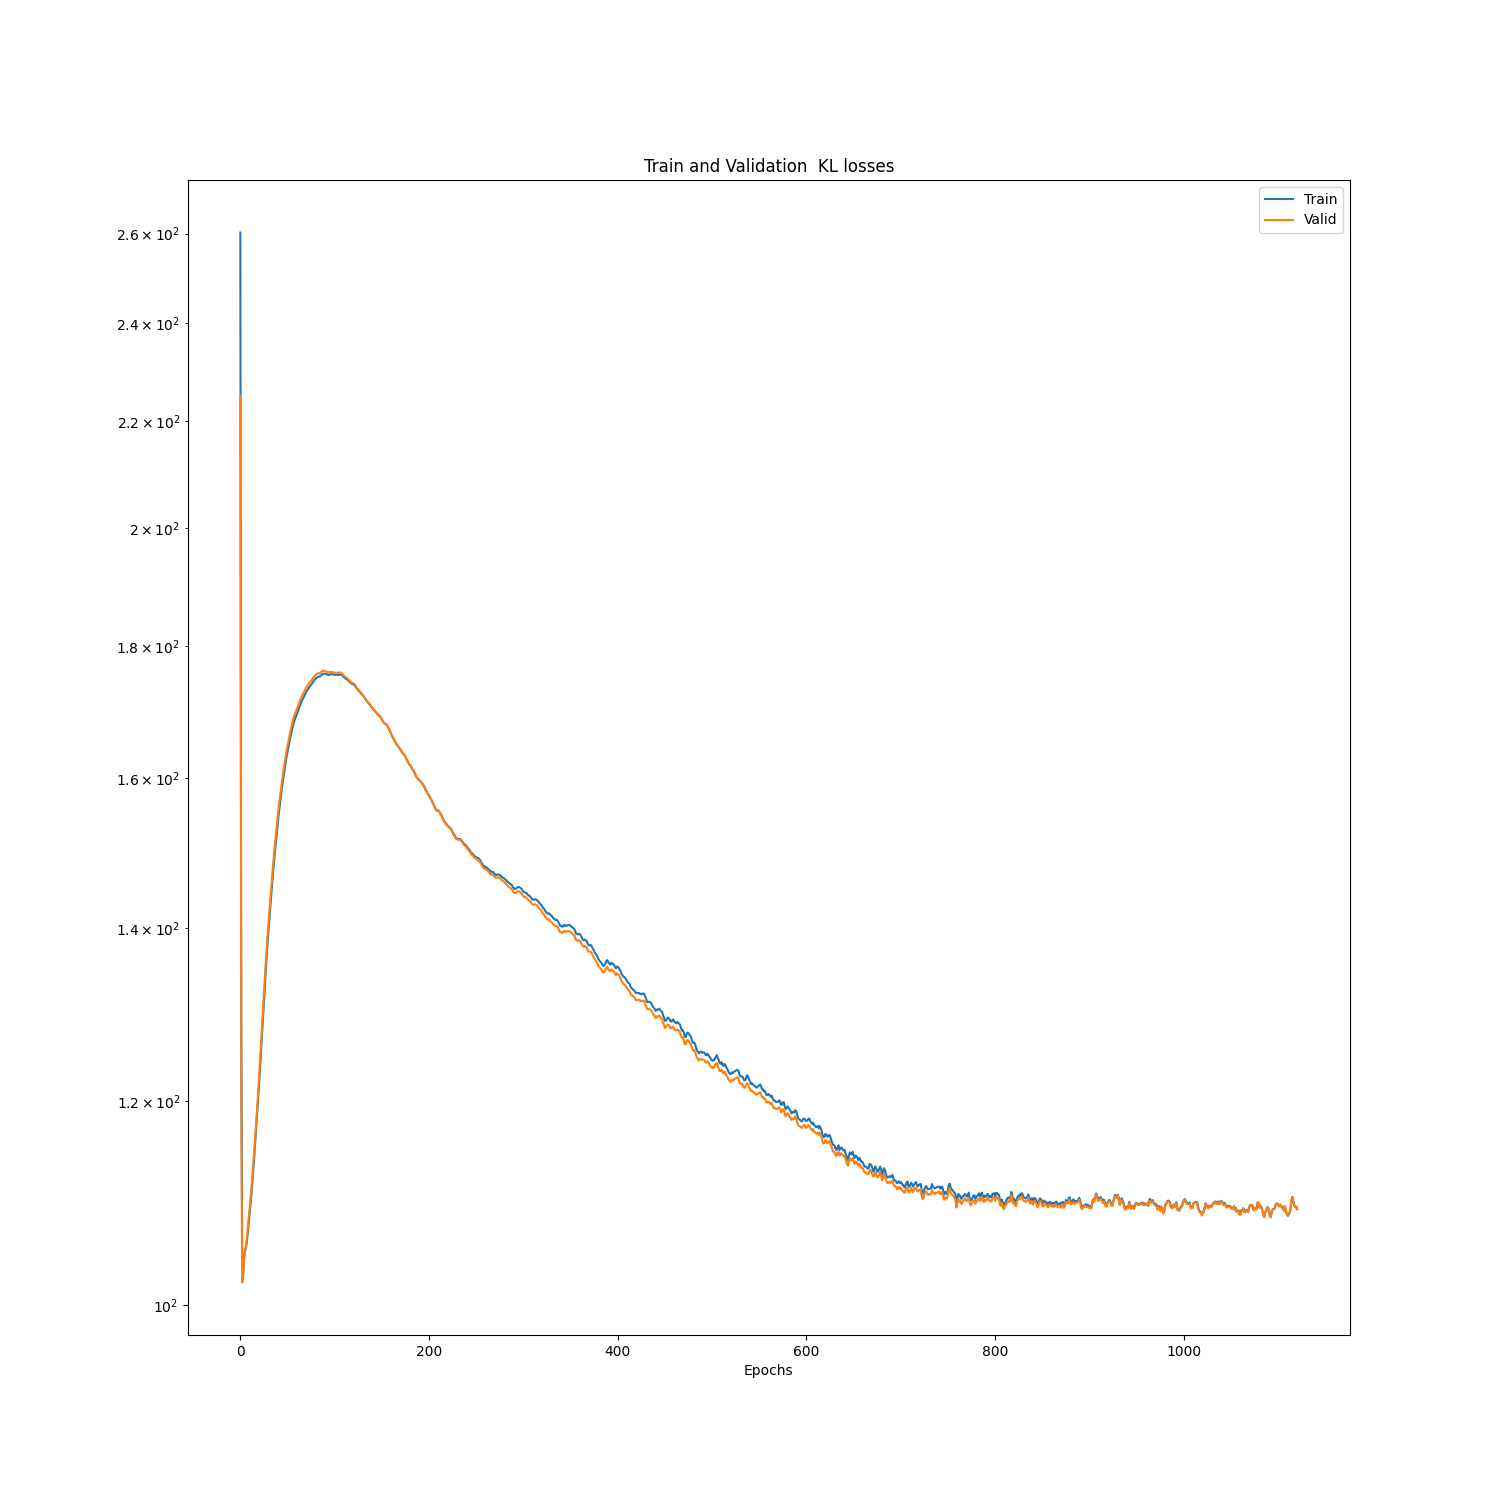 Train and Validation  KL losses
Train
Valid
2.6 × 10²
2.4 × 10²
2.2 × 10²
2 × 10²
1.8 × 10²
1.6 × 10²
1.4 × 10²
1.2 × 10²
10²
0 200 400 600 800 1000
Epochs